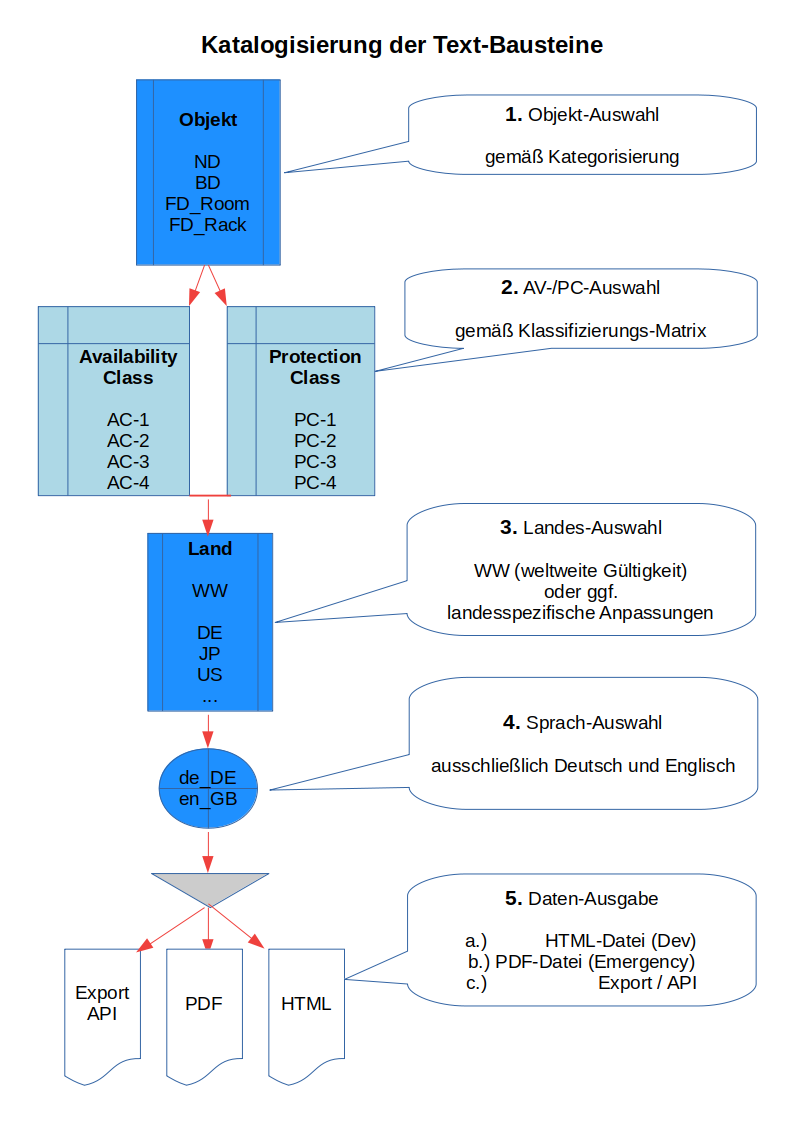 Katalogisierung der Text-Bausteine
Objekt
ND
BD
FD_Room
FD_Rack
1. Objekt-Auswahl
gemäß Kategorisierung
Availability
Class
AC-1
AC-2
AC-3
AC-4
Protection
Class
PC-1
PC-2
PC-3
PC-4
2. AV-/PC-Auswahl
gemäß Klassifizierungs-Matrix
Land
WW
DE
JP
US
...
3. Landes-Auswahl
WW (weltweite Gültigkeit)
oder ggf.
landesspezifische Anpassungen
de_DE
en_GB
4. Sprach-Auswahl
ausschließlich Deutsch und Englisch
Export
API
PDF
HTML
5. Daten-Ausgabe
a.) HTML-Datei (Dev)
b.) PDF-Datei (Emergency)
c.) Export / API